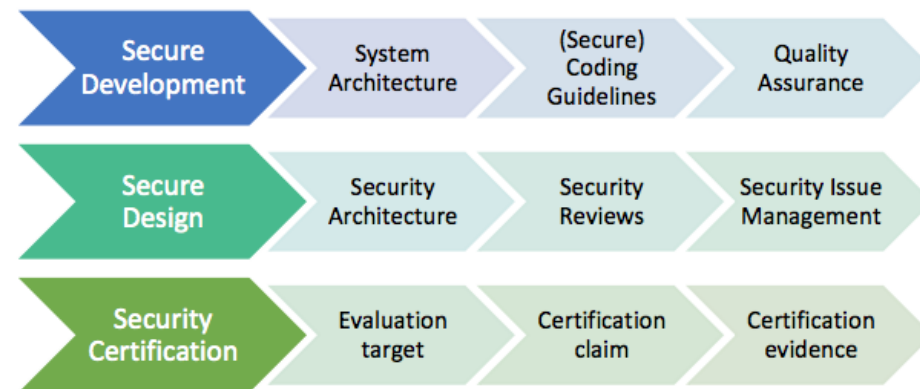 Secure
Development
System
Architecture
(Secure)
Coding
Guidelines
Quality
Assurance
Secure
Design
Security
Architecture
Security
Reviews
Security Issue
Management
Security
Certification
Evaluation
target
Certification
claim
Certification
evidence